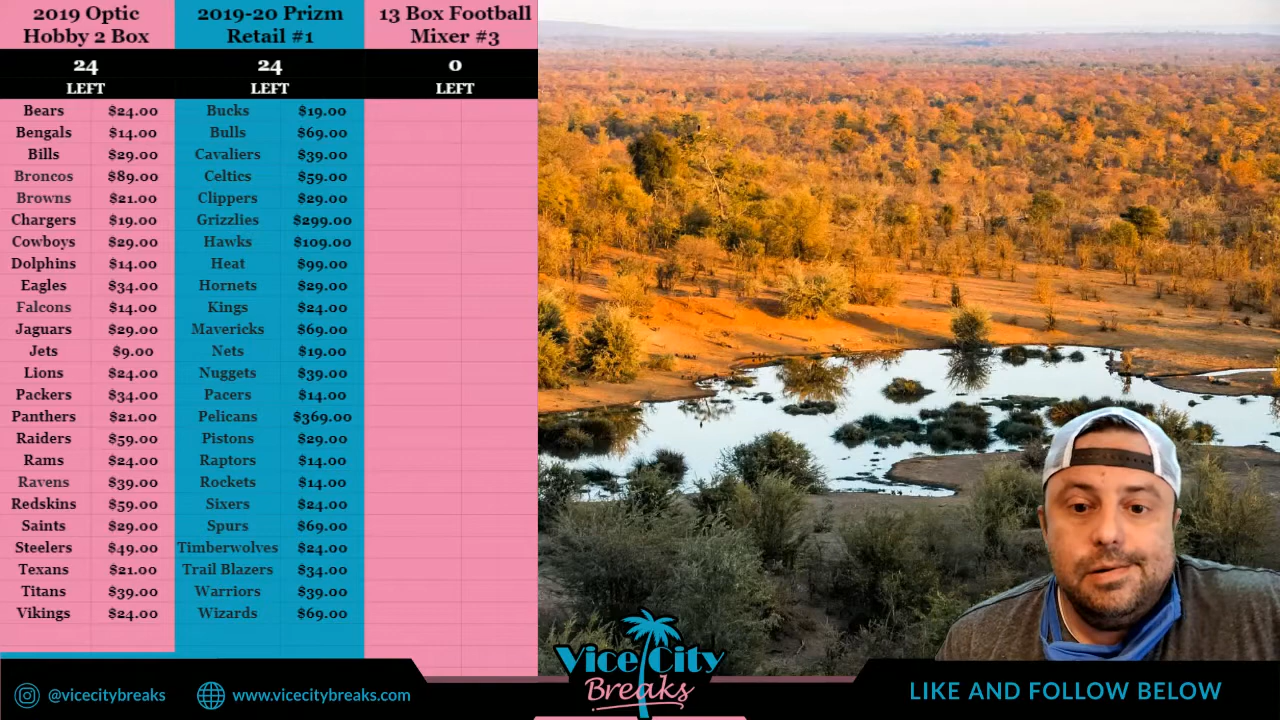 2019 Optic
Hobby 2 Box
24
LEFT
Bears $24.00
Bengals $14.00
Bills $29.00
Broncos $89.00
Browns $21.00
Chargers $19.00
Cowboys $29.00
Dolphins $14.00
Eagles $34.00
Falcons $14.00
Jaguars $29.00
Jets $9.00
Lions $24.00
Packers $34.00
Panthers $21.00
Raiders $59.00
Rams $24.00
Ravens $39.00
Redskins $59.00
Saints $29.00
Steelers $49.00
Texans $21.00
Titans $39.00
Vikings $24.00
2019-20 Prizm
Retail #1
24
LEFT
Bucks $19.00
Bulls $69.00
Cavaliers $39.00
Celtics $59.00
Clippers $29.00
Grizzlies $299.00
Hawks $109.00
Heat $99.00
Hornets $29.00
Kings $24.00
Mavericks $69.00
Nets $19.00
Nuggets $39.00
Pacers $14.00
Pelicans $369.00
Pistons $29.00
Raptors $14.00
Rockets $14.00
Sixers $24.00
Spurs $69.00
Timberwolves $24.00
Trail Blazers $34.00
Warriors $39.00
Wizards $69.00
13 Box Football
Mixer #3
0
LEFT
@vicecitybreaks
www.vicecitybreaks.com
Vice City
Breaks
LIKE AND FOLLOW BELOW